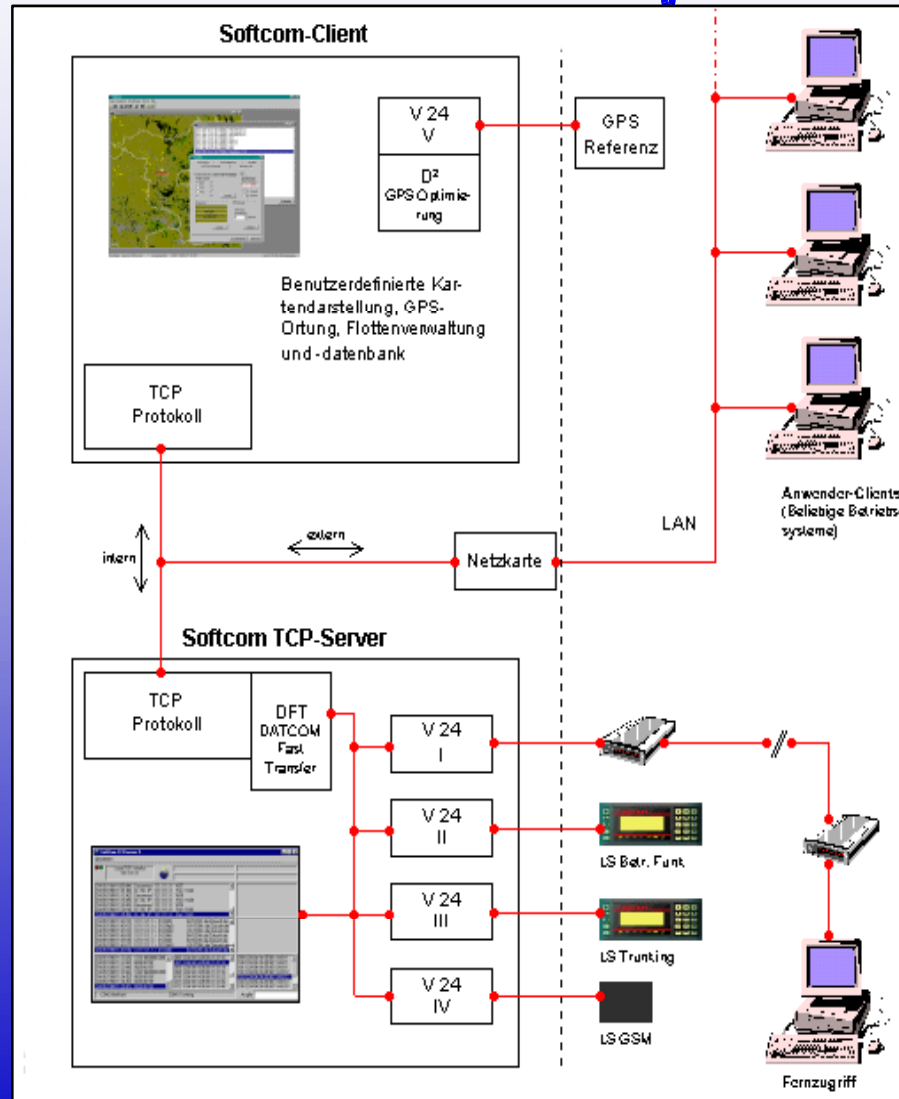 Softcom-Client
V 24
V
D²
GPS Optimie-
rung
GPS
Referenz
Benutzerdefinierte Kar-
tendarstellung, GPS-
Ortung, Flottenverwaltung
und -datenbank
TCP
Protokoll
Anwender-Clients
(Beliebige Betriebs-
systeme)
LAN
intern
extern
Netzkarte
Softcom TCP-Server
TCP
Protokoll
DFT
DATCOM
Fast
Transfer
V 24
I
V 24
II
LS Betr. Funk
V 24
III
LS Trunking
V 24
IV
LS GSM
Fernzugriff